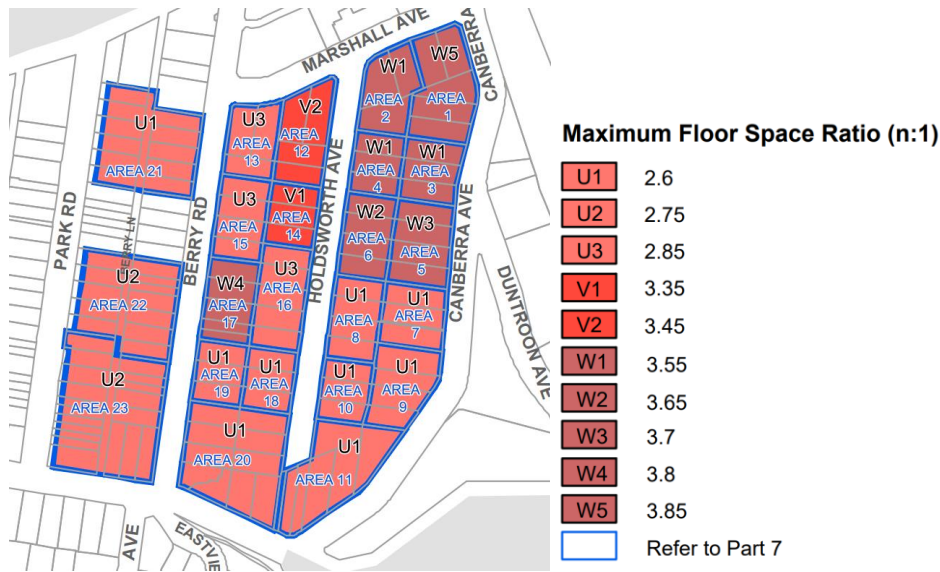 MARSHALL AVE
CANBERRA
W5
W1
AREA
2
AREA
1
V2
AREA
12
U3
AREA
13
U1
AREA 21
W1
AREA
4
W1
AREA
3
V1
AREA
14
U3
AREA
15
W2
AREA
6
W3
AREA
5
PARK RD
BERRY RD
HOLDSWORTH AVE
CANBERRA AVE
DUNTROON AVE
U2
AREA 22
W4
AREA
17
U3
AREA
16
U1
AREA
8
U1
AREA
7
U1
AREA
19
U1
AREA
18
U1
AREA
10
U1
AREA
9
U2
AREA 23
U1
AREA 20
U1
AREA 11
AVE
Maximum Floor Space Ratio (n:1)
U1 2.6
U2 2.75
U3 2.85
V1 3.35
V2 3.45
W1 3.55
W2 3.65
W3 3.7
W4 3.8
W5 3.85
Refer to Part 7